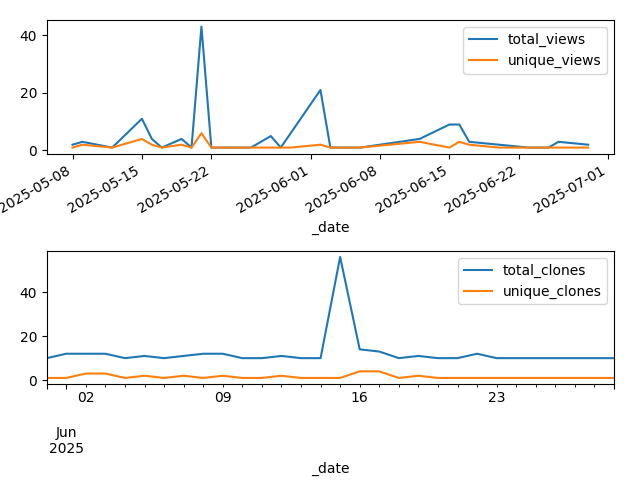 total_views
unique_views
40
20
0
2025-05-08
2025-05-15
2025-05-22
2025-06-01
2025-06-08
2025-06-15
2025-06-22
2025-07-01
_date
total_clones
unique_clones
40
20
0
02
09
16
23
Jun
2025
_date